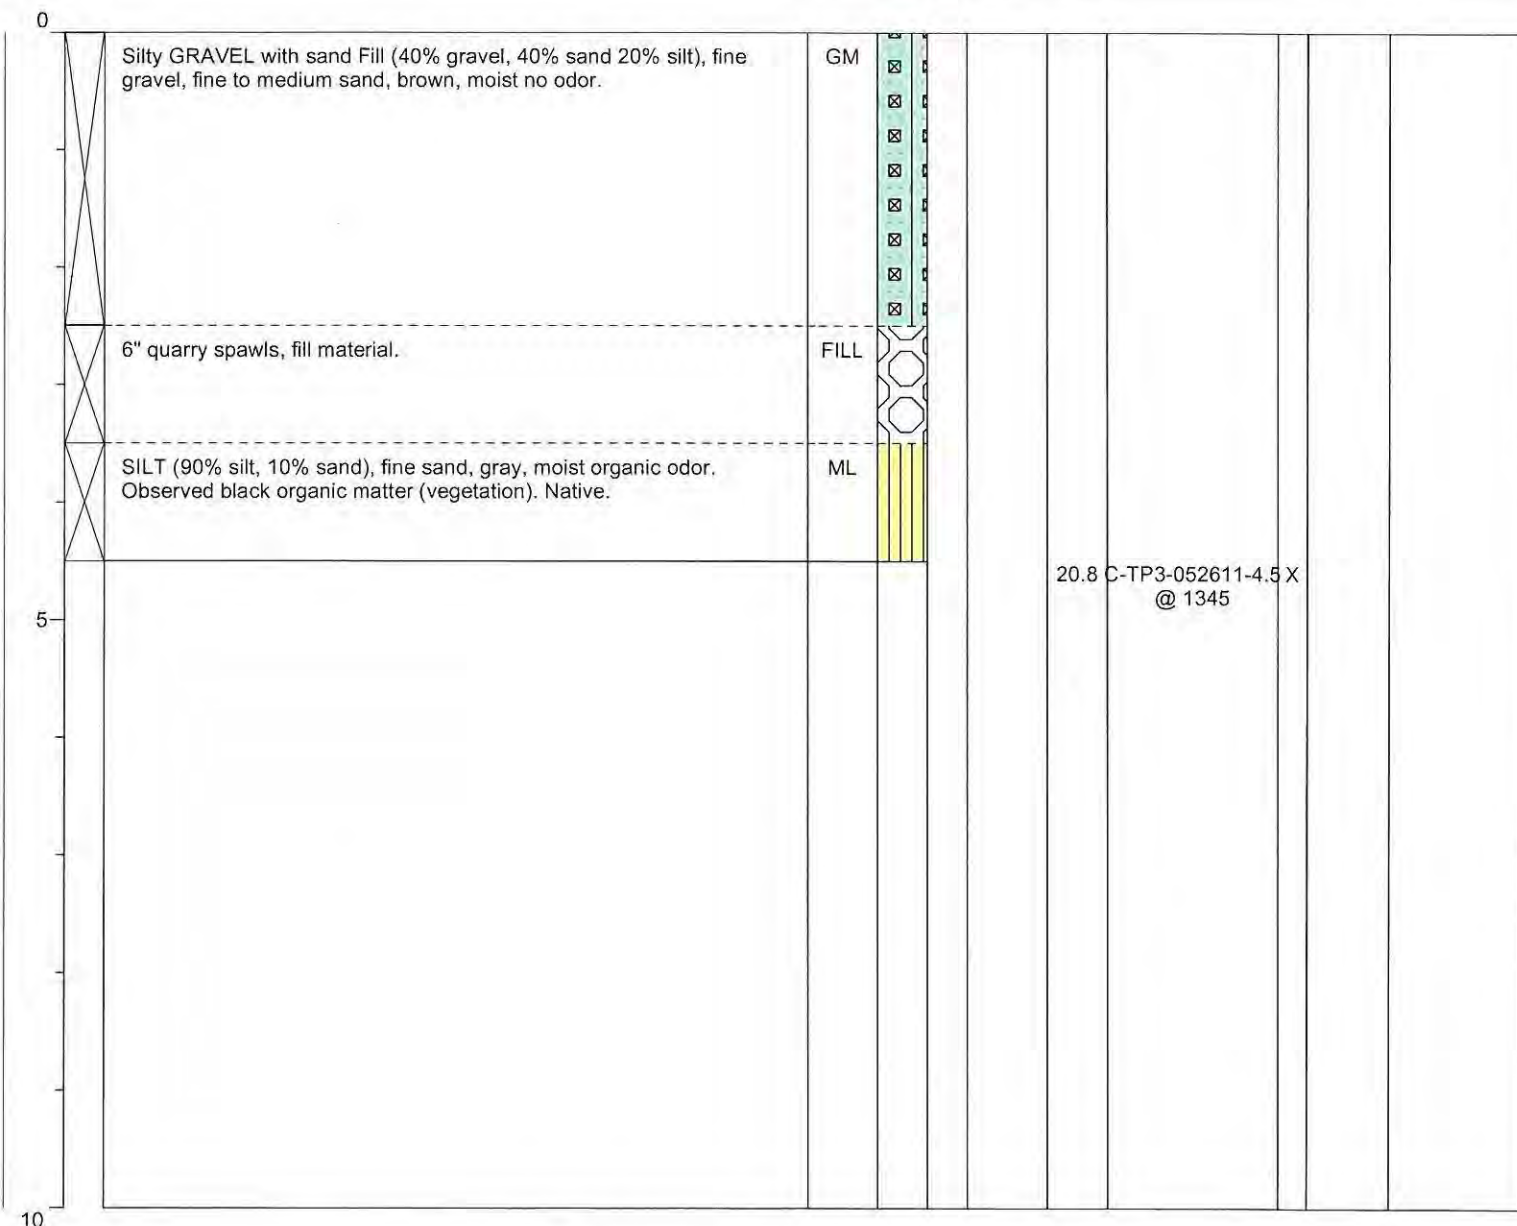 0
Silty GRAVEL with sand Fill (40% gravel, 40% sand 20% silt), fine
gravel, fine to medium sand, brown, moist no odor.
GM
6" quarry spawls, fill material.
FILL
SILT (90% silt, 10% sand), fine sand, gray, moist organic odor.
Observed black organic matter (vegetation). Native.
ML
20.8 C-TP3-052611-4.5 X
@ 1345
5
10